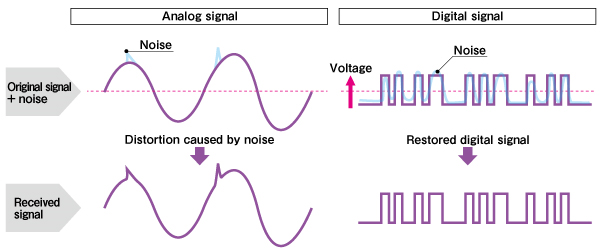 Analog signal
Digital signal
Noise
Noise
Voltage
Original signal
+ noise
Distortion caused by noise
Restored digital signal
Received
signal